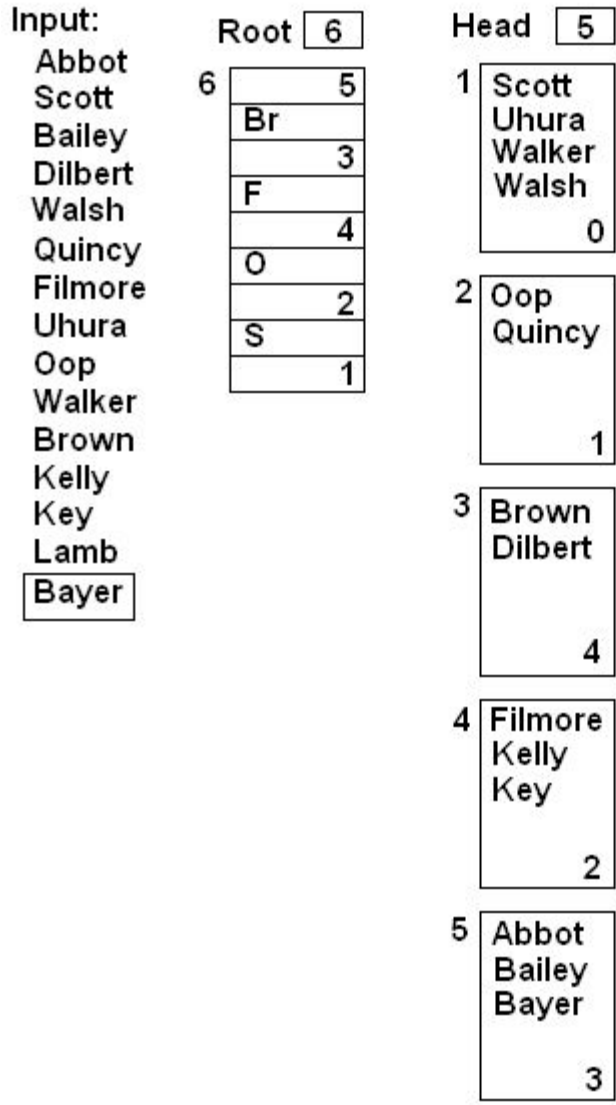 Input:
Abbot
Scott
Bailey
Dilbert
Walsh
Quincy
Filmore
Uhura
Oop
Walker
Brown
Kelly
Key
Lamb
Bayer
Root 6
6
5
Br
3
F
4
O
2
S
1
Head 5
1
Scott
Uhura
Walker
Walsh
0
2
Oop
Quincy
1
3
Brown
Dilbert
4
4
Filmore
Kelly
Key
2
5
Abbot
Bailey
Bayer
3